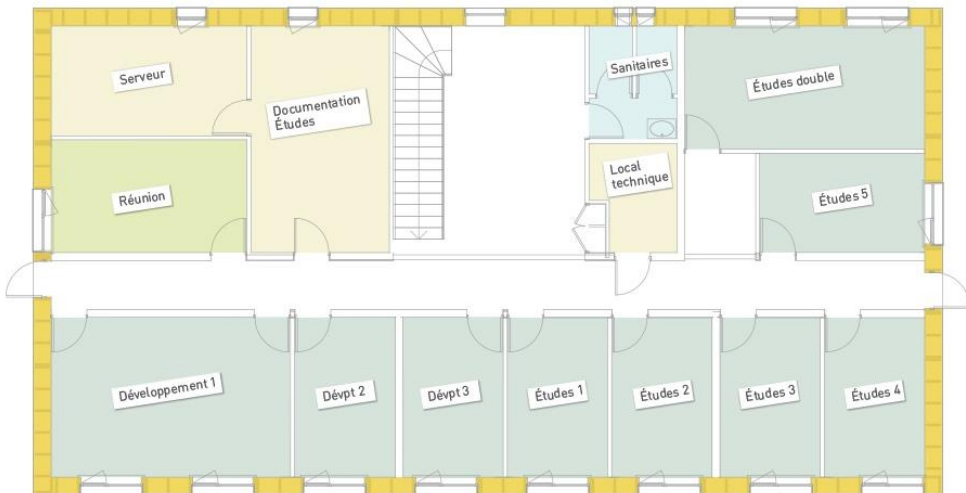 Serveur
Documentation
Études
Sanitaires
Études double
Réunion
Local
technique
Études 5
Développement 1
Dévpt 2
Dévpt 3
Études 1
Études 2
Études 3
Études 4